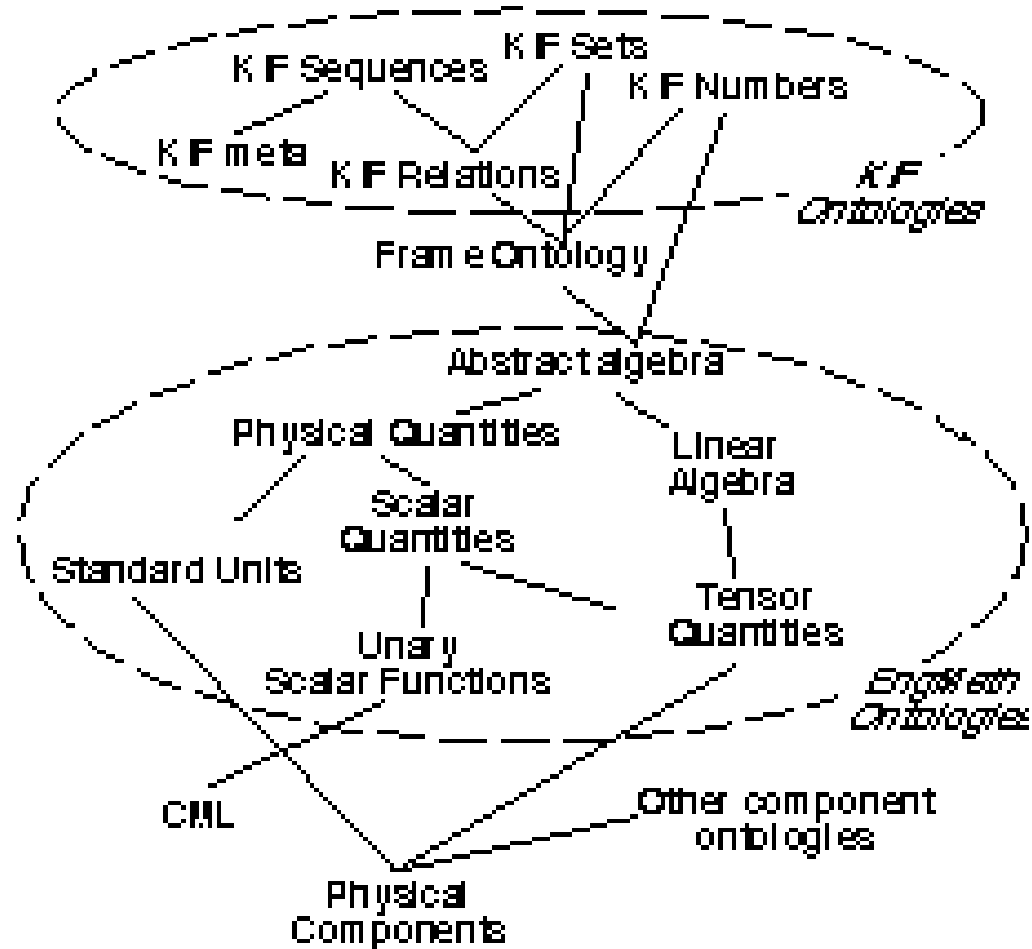 KIF Sets
KIF Sequences
KIF Numbers
KIF meta
KIF Relations
KIF
Ontologies
Frame Ontology
Abstract algebra
Physical Quantities
Linear
Algebra
Scalar
Quantities
Standard Units
Tensor
Quantities
Unary
Scalar Functions
EngMath
Ontologies
CML
Other component
ontologies
Physical
Components